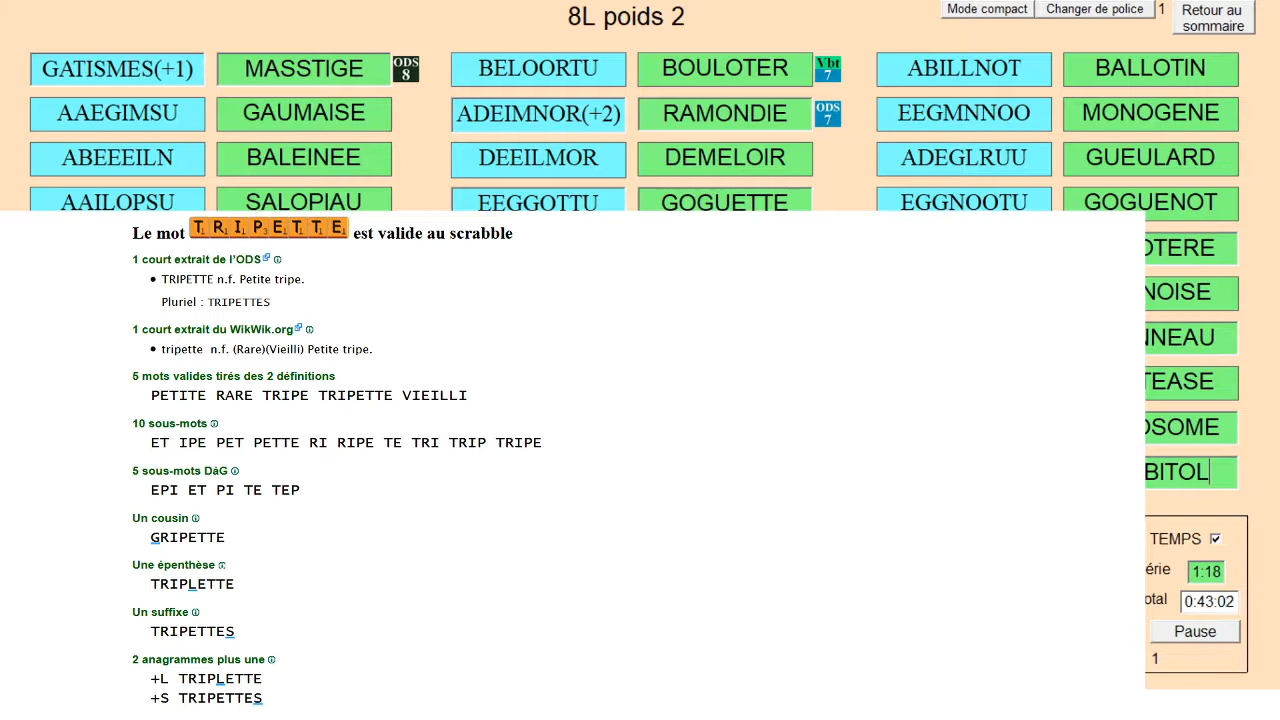 8L poids 2
Mode compact
Changer de police
1
Retour au
sommaire
GATISMES(+1)
MASSTIGE
ODS
8
BELOORTU
BOULOTER
Vbt
7
ABILLNOT
BALLOTIN
AAEGIMSU
GAUMAISE
ADEIMNOR(+2)
RAMONDIE
ODS
7
EEGMNNOO
MONOGENE
ABEEEILN
BALEINEE
DEEILMOR
DEMELOIR
ADEGLRUU
GUEULARD
AAILOPSU
SALOPIAU
EEGGOTTU
GOGUETTE
EGGNOOTU
GOGUENOT
Le mot TRIPETTE est valide au scrabble
1 court extrait de l'ODS
• TRIPETTE n.f. Petite tripe.
Pluriel : TRIPETTES
1 court extrait du WikWik.org
• tripette n.f. (Rare)(Vieilli) Petite tripe.
5 mots valides tirés des 2 définitions
PETITE RARE TRIPE TRIPETTE VIEILLI
10 sous-mots
ET IPE PET PETTE RI RIPE TE TRI TRIP TRIPE
5 sous-mots DàG
EPI ET PI TE TEP
Un cousin
GRIPETTE
Une épenthèse
TRIPLETTE
Un suffixe
TRIPETTES
2 anagrammes plus une
+L TRIPLETTE
+S TRIPETTES
OTERE
NOISE
NNEAU
TEASE
OSOME
BITOL
TEMPS
érie
1:18
otal
0:43:02
Pause
1